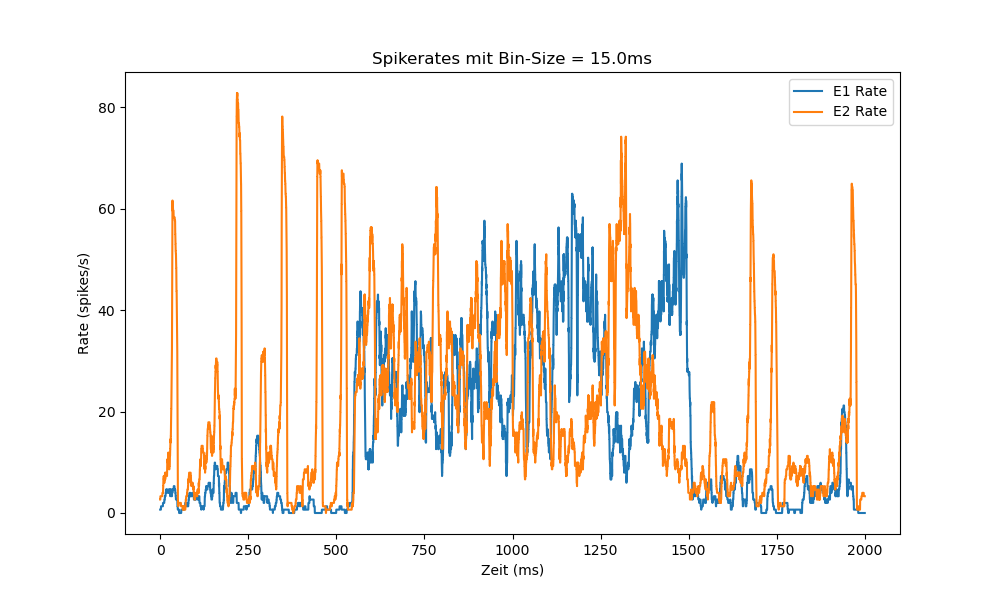 Spikerates mit Bin-Size = 15.0ms
E1 Rate
E2 Rate
80
60
40
20
0
Rate (spikes/s)
0 250 500 750 1000 1250 1500 1750 2000
Zeit (ms)